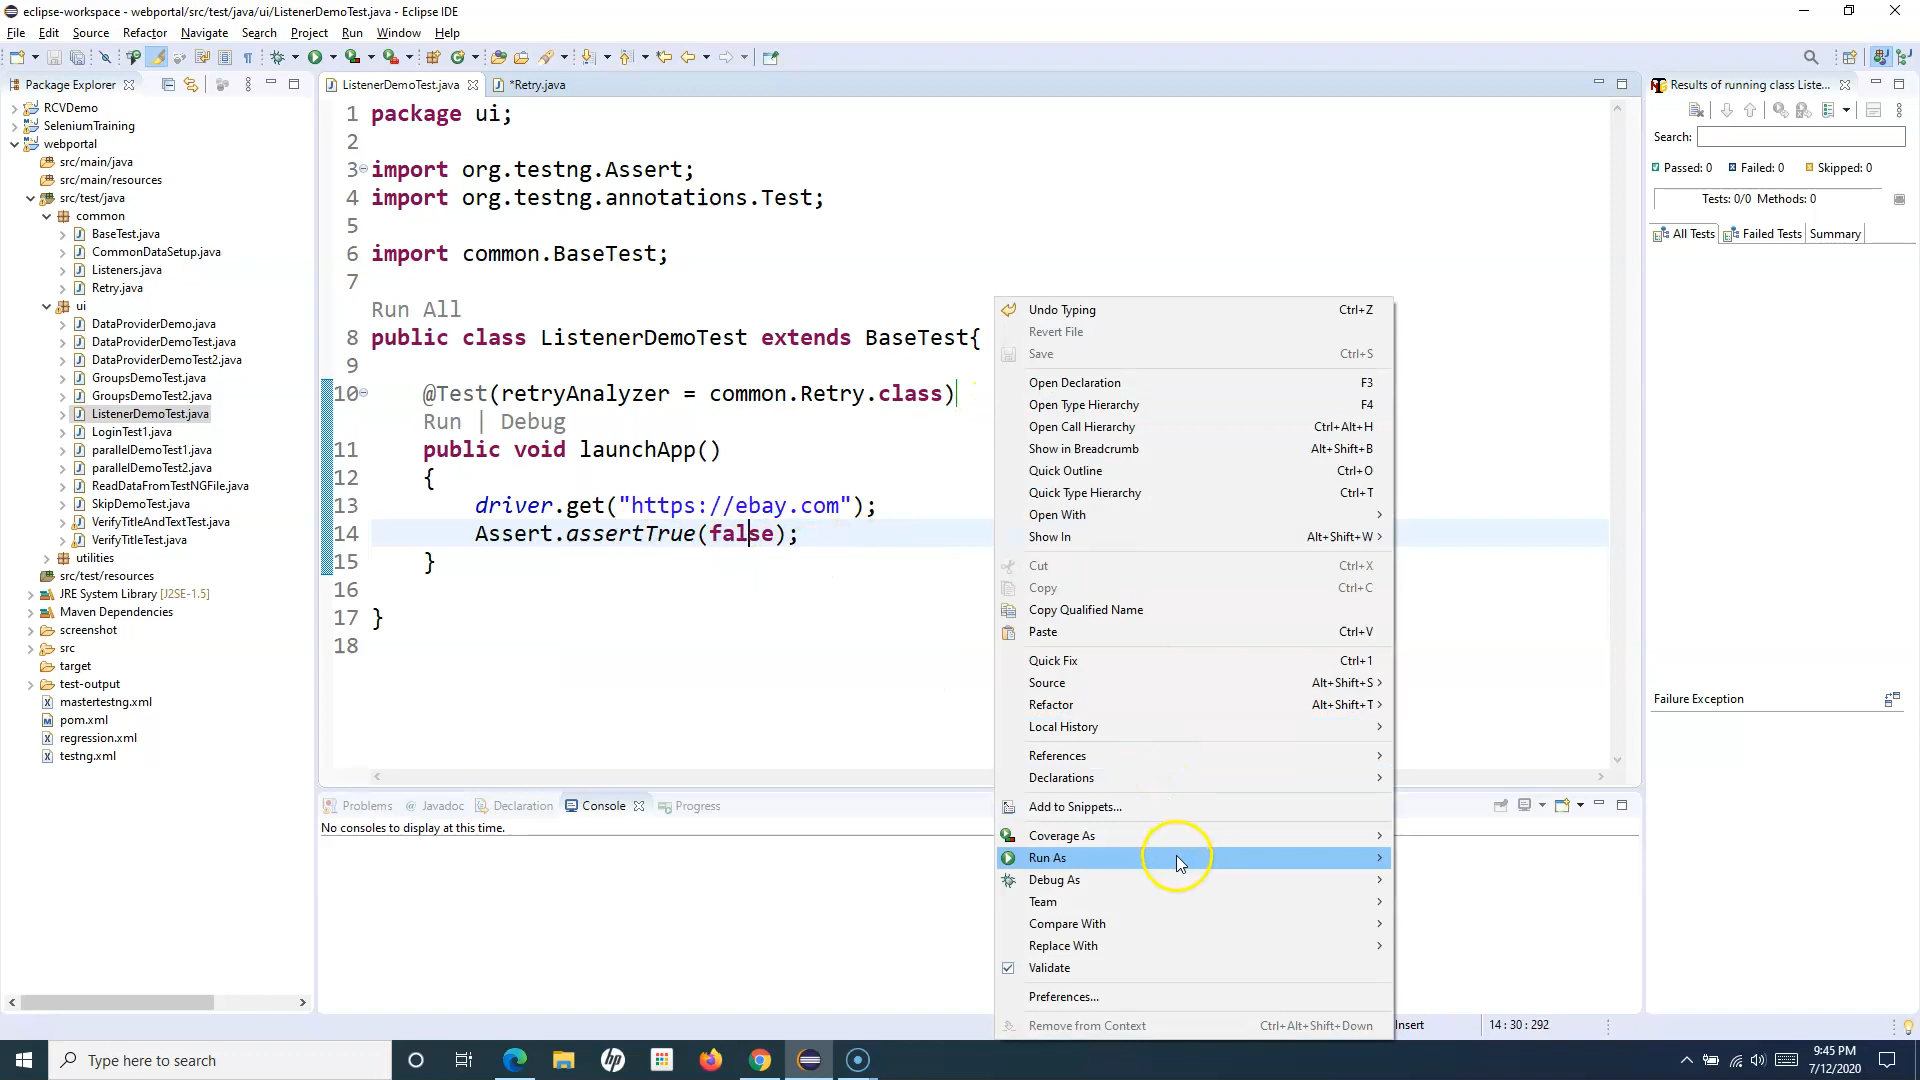 eclipse-workspace - webportal/src/test/java/ui/ListenerDemoTest.java - Eclipse IDE
File Edit Source Refactor Navigate Search Project Run Window Help
Package Explorer
RCVDemo
SeleniumTraining
webportal
src/main/java
src/main/resources
src/test/java
common
BaseTest.java
CommonDataSetup.java
Listeners.java
Retry.java
ui
DataProviderDemo.java
DataProviderDemoTest.java
DataProviderDemoTest2.java
GroupsDemoTest.java
GroupsDemoTest2.java
ListenerDemoTest.java
LoginTest1.java
parallelDemoTest1.java
parallelDemoTest2.java
ReadDataFromTestNGFile.java
SkipDemoTest.java
VerifyTitleAndTextTest.java
VerifyTitleTest.java
utilities
src/test/resources
JRE System Library [J2SE-1.5]
Maven Dependencies
screenshot
src
target
test-output
mastertestng.xml
pom.xml
regression.xml
testng.xml
ListenerDemoTest.java *Retry.java
1 package ui;
2
3 import org.testng.Assert;
4 import org.testng.annotations.Test;
5
6 import common.BaseTest;
7
Run All
8 public class ListenerDemoTest extends BaseTest{
9
10 @Test(retryAnalyzer = common.Retry.class)
Run | Debug
11 public void launchApp()
12 {
13 driver.get("https://ebay.com");
14 Assert.assertTrue(false);
15 }
16
17 }
18
Undo Typing Ctrl+Z
Revert File
Save Ctrl+S
Open Declaration F3
Open Type Hierarchy F4
Open Call Hierarchy Ctrl+Alt+H
Show in Breadcrumb Alt+Shift+B
Quick Outline Ctrl+O
Quick Type Hierarchy Ctrl+T
Open With
Show In Alt+Shift+W
Cut Ctrl+X
Copy Ctrl+C
Copy Qualified Name
Paste Ctrl+V
Quick Fix Ctrl+1
Source Alt+Shift+S
Refactor Alt+Shift+T
Local History
References
Declarations
Add to Snippets...
Coverage As
Run As
Debug As
Team
Compare With
Replace With
Validate
Preferences...
Remove from Context Ctrl+Alt+Shift+Down
Problems Javadoc Declaration Console Progress
No consoles to display at this time.
Results of running class Liste...
Search:
Passed: 0 Failed: 0 Skipped: 0
Tests: 0/0 Methods: 0
All Tests Failed Tests Summary
Failure Exception
nsert 14 : 30 : 292
Type here to search
9:45 PM
7/12/2020